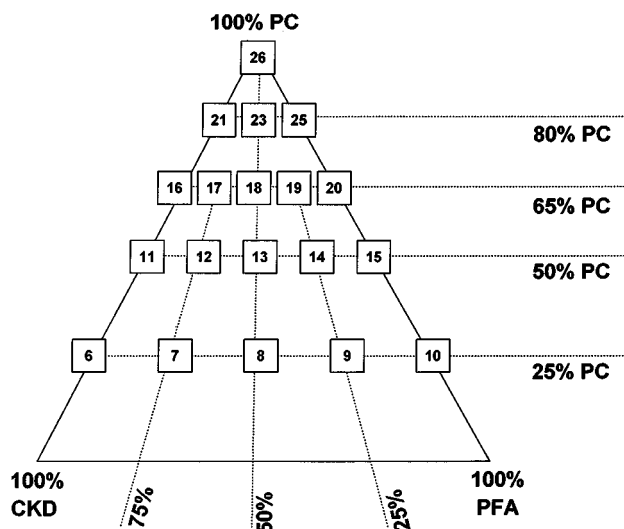 100% PC
26
21 23 25
80% PC
16 17 18 19 20
65% PC
11 12 13 14 15
50% PC
6 7 8 9 10
25% PC
100%
CKD
75%
50%
25%
100%
PFA